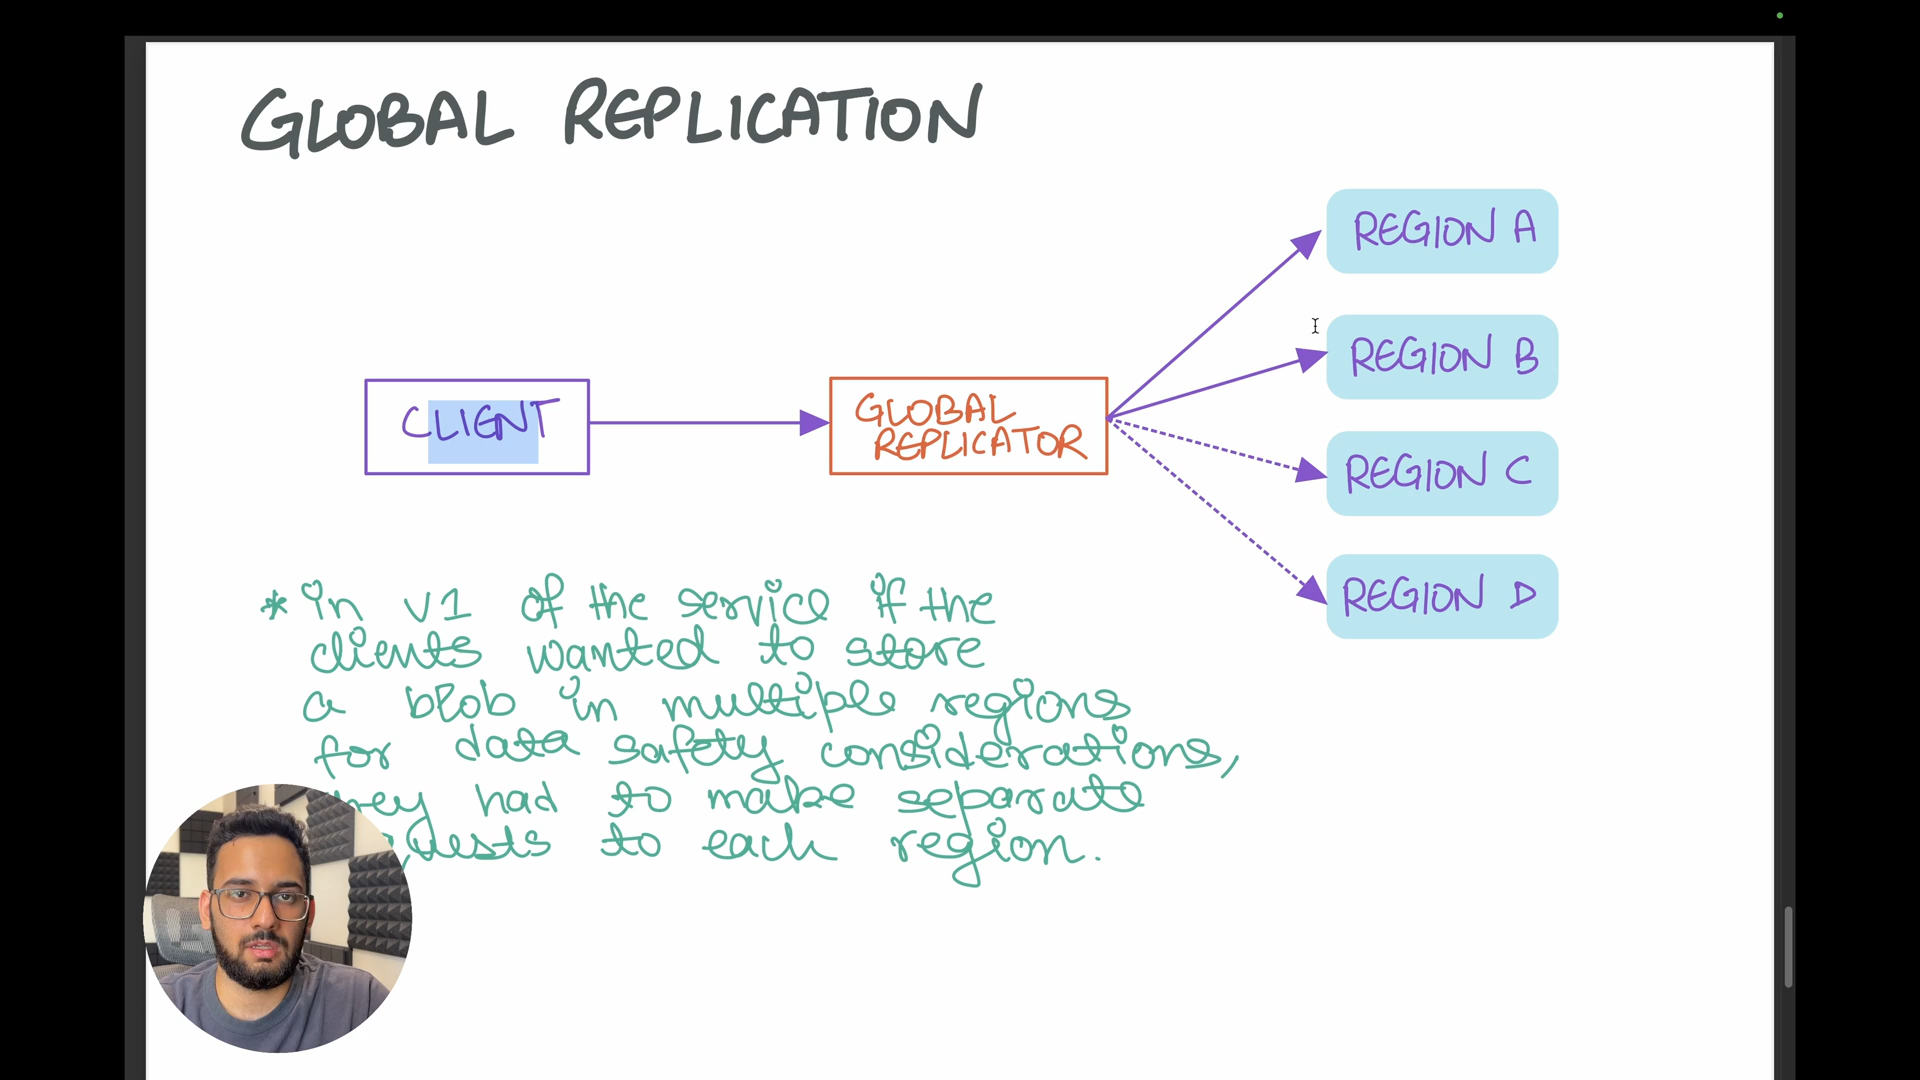 GLOBAL REPLICATION
REGION A
REGION B
CLIENT
GLOBAL
REPLICATOR
REGION C
REGION D
* in v1 of the service if the
clients wanted to store
a blob in multiple regions
for data safety considerations,
had to make separate
to each region.